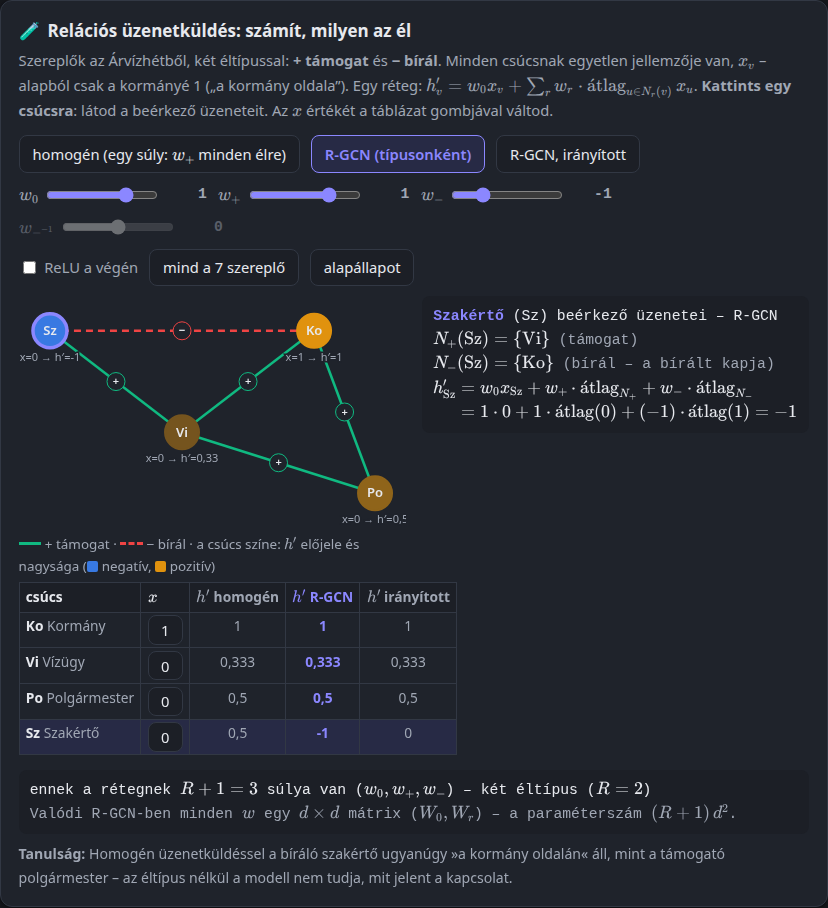 🧪 Relációs üzenetküldés: számít, milyen az él
Szereplők az Árvízhétből, két éltípussal: + támogat és − bírál. Minden csúcsnak egyetlen jellemzője van, x_v –
alapból csak a kormányé 1 („a kormány oldala”). Egy réteg: h′_v = w_0x_v + ∑_r w_r · átlag_{u∈N_r(v)} x_u. Kattints egy
csúcsra: látod a beérkező üzeneteit. Az x értékét a táblázat gombjával váltod.
homogén (egy súly: w_+ minden élre) R-GCN (típusonként) R-GCN, irányított
w_0 1 w_+ 1 w_− -1
w_{−^{−1}} 0
ReLU a végén mind a 7 szereplő alapállapot
Sz − Ko
x=0 → h′=-1 x=1 → h′=1
+ +
+
Vi
x=0 → h′=0,33
+
Po
x=0 → h′=0,5
Szakértő (Sz) beérkező üzenetei – R-GCN
N_+(Sz) = {Vi} (támogat)
N_−(Sz) = {Ko} (bírál – a bírált kapja)
h′_Sz = w_0x_Sz + w_+ · átlag_{N_+} + w_− · átlag_{N_−}
= 1 · 0 + 1 · átlag(0) + (−1) · átlag(1) = −1
+ támogat · − bírál · a csúcs színe: h′ előjele és
nagysága (negatív, pozitív)
csúcs x h′ homogén h′ R-GCN h′ irányított
Ko Kormány 1 1 1 1
Vi Vízügy 0 0,333 0,333 0,333
Po Polgármester 0 0,5 0,5 0,5
Sz Szakértő 0 0,5 -1 0
ennek a rétegnek R + 1 = 3 súlya van (w_0, w_+, w_−) – két éltípus (R = 2)
Valódi R-GCN-ben minden w egy d × d mátrix (W_0, W_r) – a paraméterszám (R + 1) d².
Tanulság: Homogén üzenetküldéssel a bíráló szakértő ugyanúgy »a kormány oldalán« áll, mint a támogató
polgármester – az éltípus nélkül a modell nem tudja, mit jelent a kapcsolat.